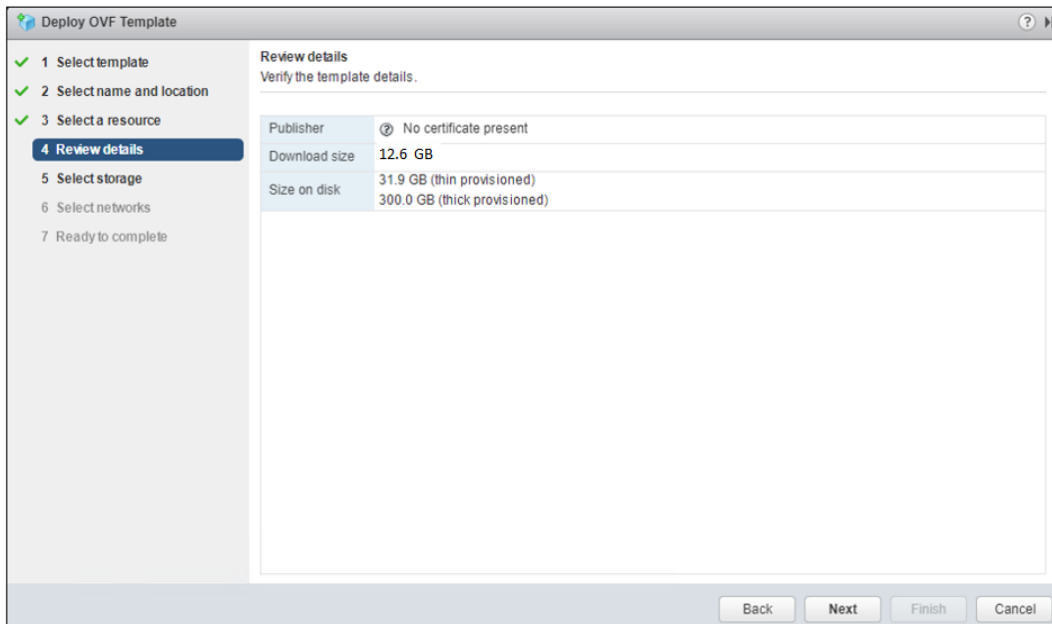 Deploy OVF Template
1 Select template
2 Select name and location
3 Select a resource
4 Review details
5 Select storage
6 Select networks
7 Ready to complete
Review details
Verify the template details.
Publisher
No certificate present
Download size
12.6 GB
Size on disk
31.9 GB (thin provisioned)
300.0 GB (thick provisioned)
Back
Next
Finish
Cancel